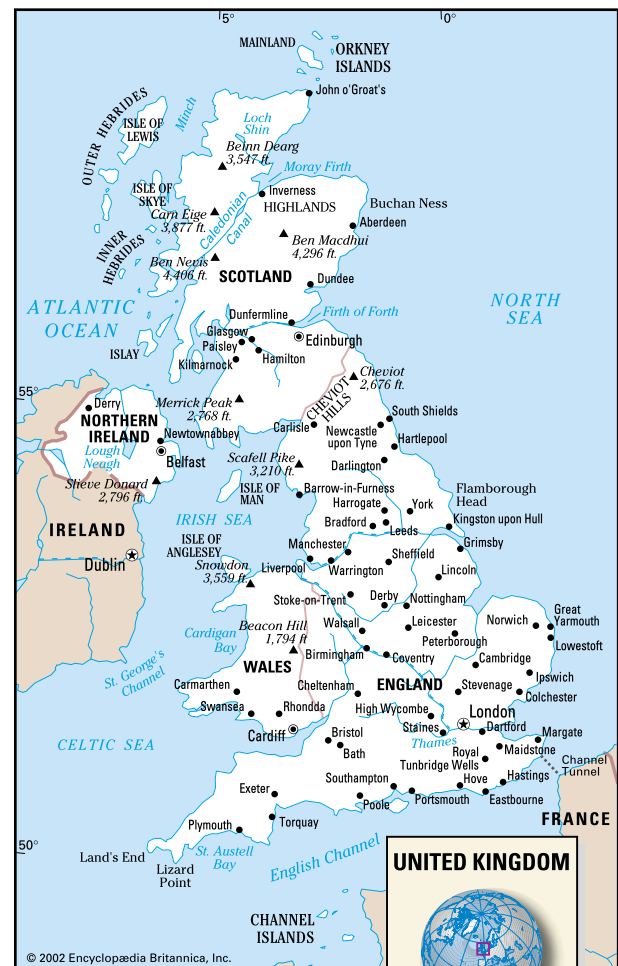 5°
0°
MAINLAND
ORKNEY
ISLANDS
John o'Groat's
OUTER HEBRIDES
ISLE OF
LEWIS
Minch
Loch
Shin
Beinn Dearg
3,547 ft.
Moray Firth
ISLE OF
SKYE
Inverness
HIGHLANDS
Buchan Ness
Carn Eige
3,877 ft.
Caledonian
Canal
Aberdeen
INNER
HEBRIDES
Ben Macdhui
4,296 ft.
Ben Nevis
4,406 ft.
SCOTLAND
Dundee
ATLANTIC
OCEAN
NORTH
SEA
Dunfermline
Firth of Forth
Glasgow
Edinburgh
Paisley
Hamilton
Kilmarnock
ISLAY
55°
Cheviot
2,676 ft.
CHEVIOT
HILLS
Merrick Peak
2,768 ft.
Derry
NORTHERN
IRELAND
Newtownabbey
Lough
Neagh
Belfast
Slieve Donard
2,796 ft.
Carlisle
South Shields
Newcastle
upon Tyne
Hartlepool
Scafell Pike
3,210 ft.
Darlington
ISLE OF
MAN
Barrow-in-Furness
Flamborough
Head
Harrogate
York
Bradford
Leeds
Kingston upon Hull
IRISH SEA
IRELAND
Dublin
ISLE OF
ANGLESEY
Manchester
Grimsby
Sheffield
Snowdon
3,559 ft.
Liverpool
Warrington
Lincoln
Stoke-on-Trent
Derby
Nottingham
Cardigan
Bay
Beacon Hill
1,794 ft
Walsall
Leicester
Peterborough
Norwich
Great
Yarmouth
Lowestoft
WALES
Birmingham
Coventry
Cambridge
St. George's
Channel
Carmarthen
Cheltenham
ENGLAND
Stevenage
Ipswich
Colchester
Swansea
Rhondda
High Wycombe
London
Cardiff
Staines
Dartford
Margate
CELTIC SEA
Bristol
Bath
Thames
Royal
Tunbridge Wells
Maidstone
Channel
Tunnel
Southampton
Hove
Hastings
Exeter
Poole
Portsmouth
Eastbourne
FRANCE
Plymouth
Torquay
50°
Land's End
Lizard
Point
St. Austell
Bay
English Channel
UNITED KINGDOM
CHANNEL
ISLANDS
© 2002 Encyclopædia Britannica, Inc.